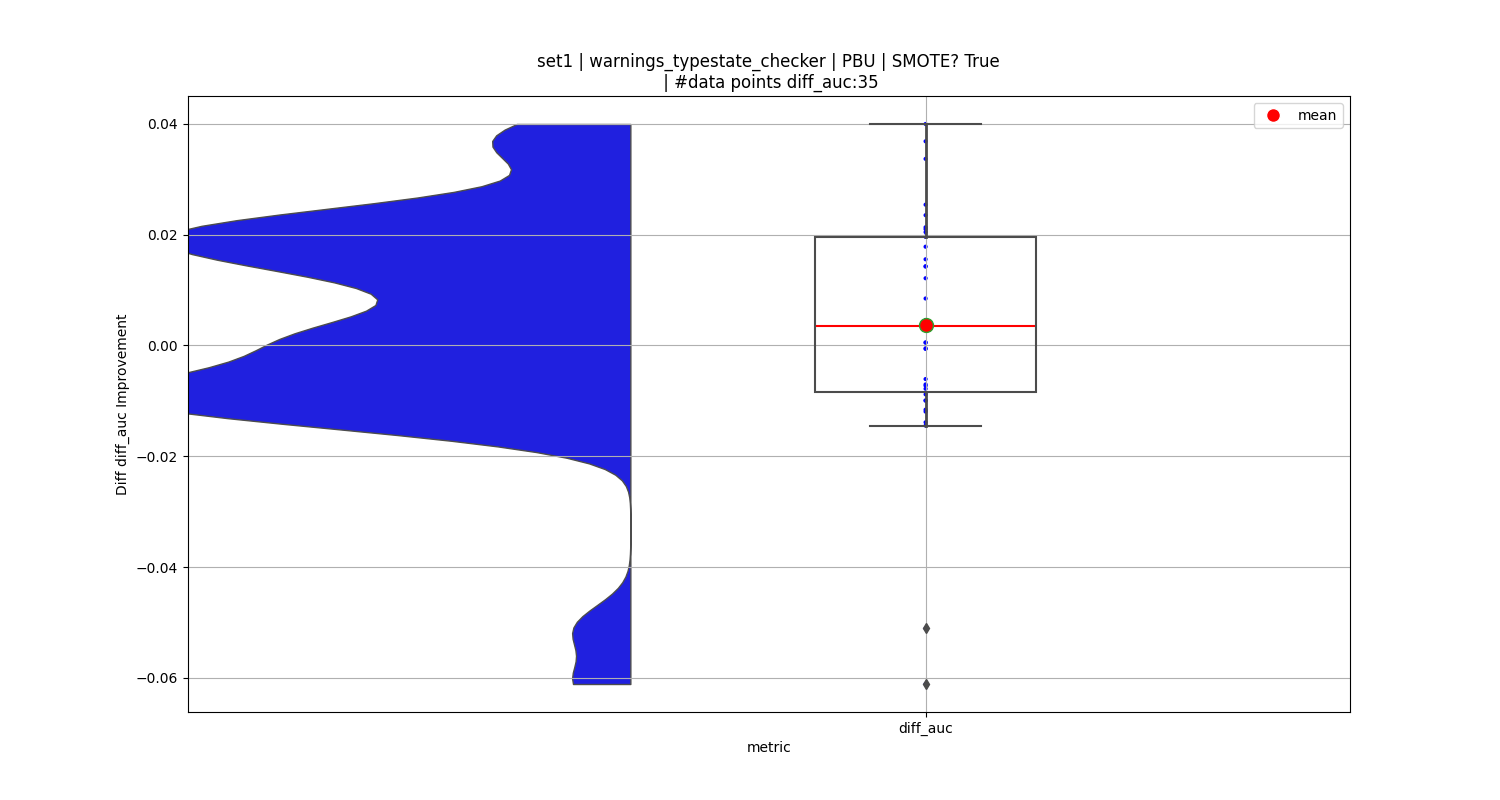 set1 | warnings_typestate_checker | PBU | SMOTE? True
| #data points diff_auc:35
mean
0.04
0.02
0.00
−0.02
−0.04
−0.06
Diff diff_auc Improvement
diff_auc
metric